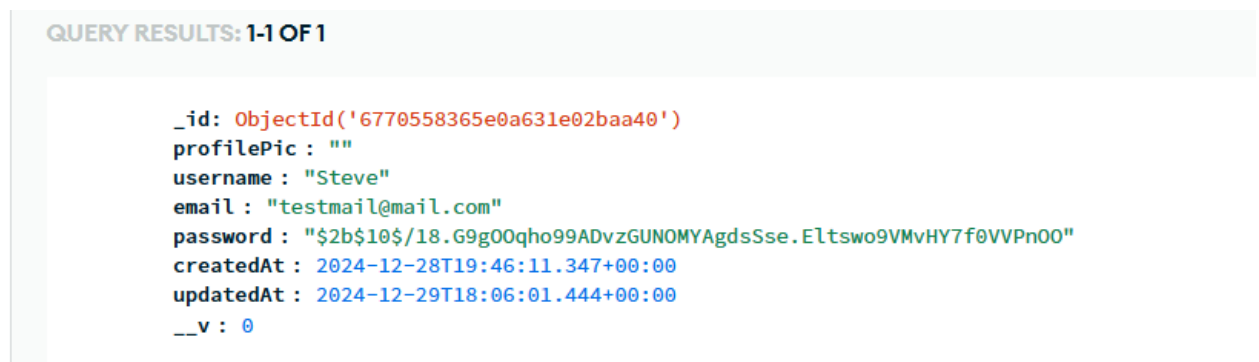 QUERY RESULTS: 1-1 OF 1
_id: ObjectId('6770558365e0a631e02baa40')
profilePic : ""
username : "Steve"
email : "testmail@mail.com"
password : "$2b$10$/18.G9gOOqho99ADvzGUNOMYAgdsSse.Eltswo9VMvHY7f0VVPnOO"
createdAt : 2024-12-28T19:46:11.347+00:00
updatedAt : 2024-12-29T18:06:01.444+00:00
__v : 0